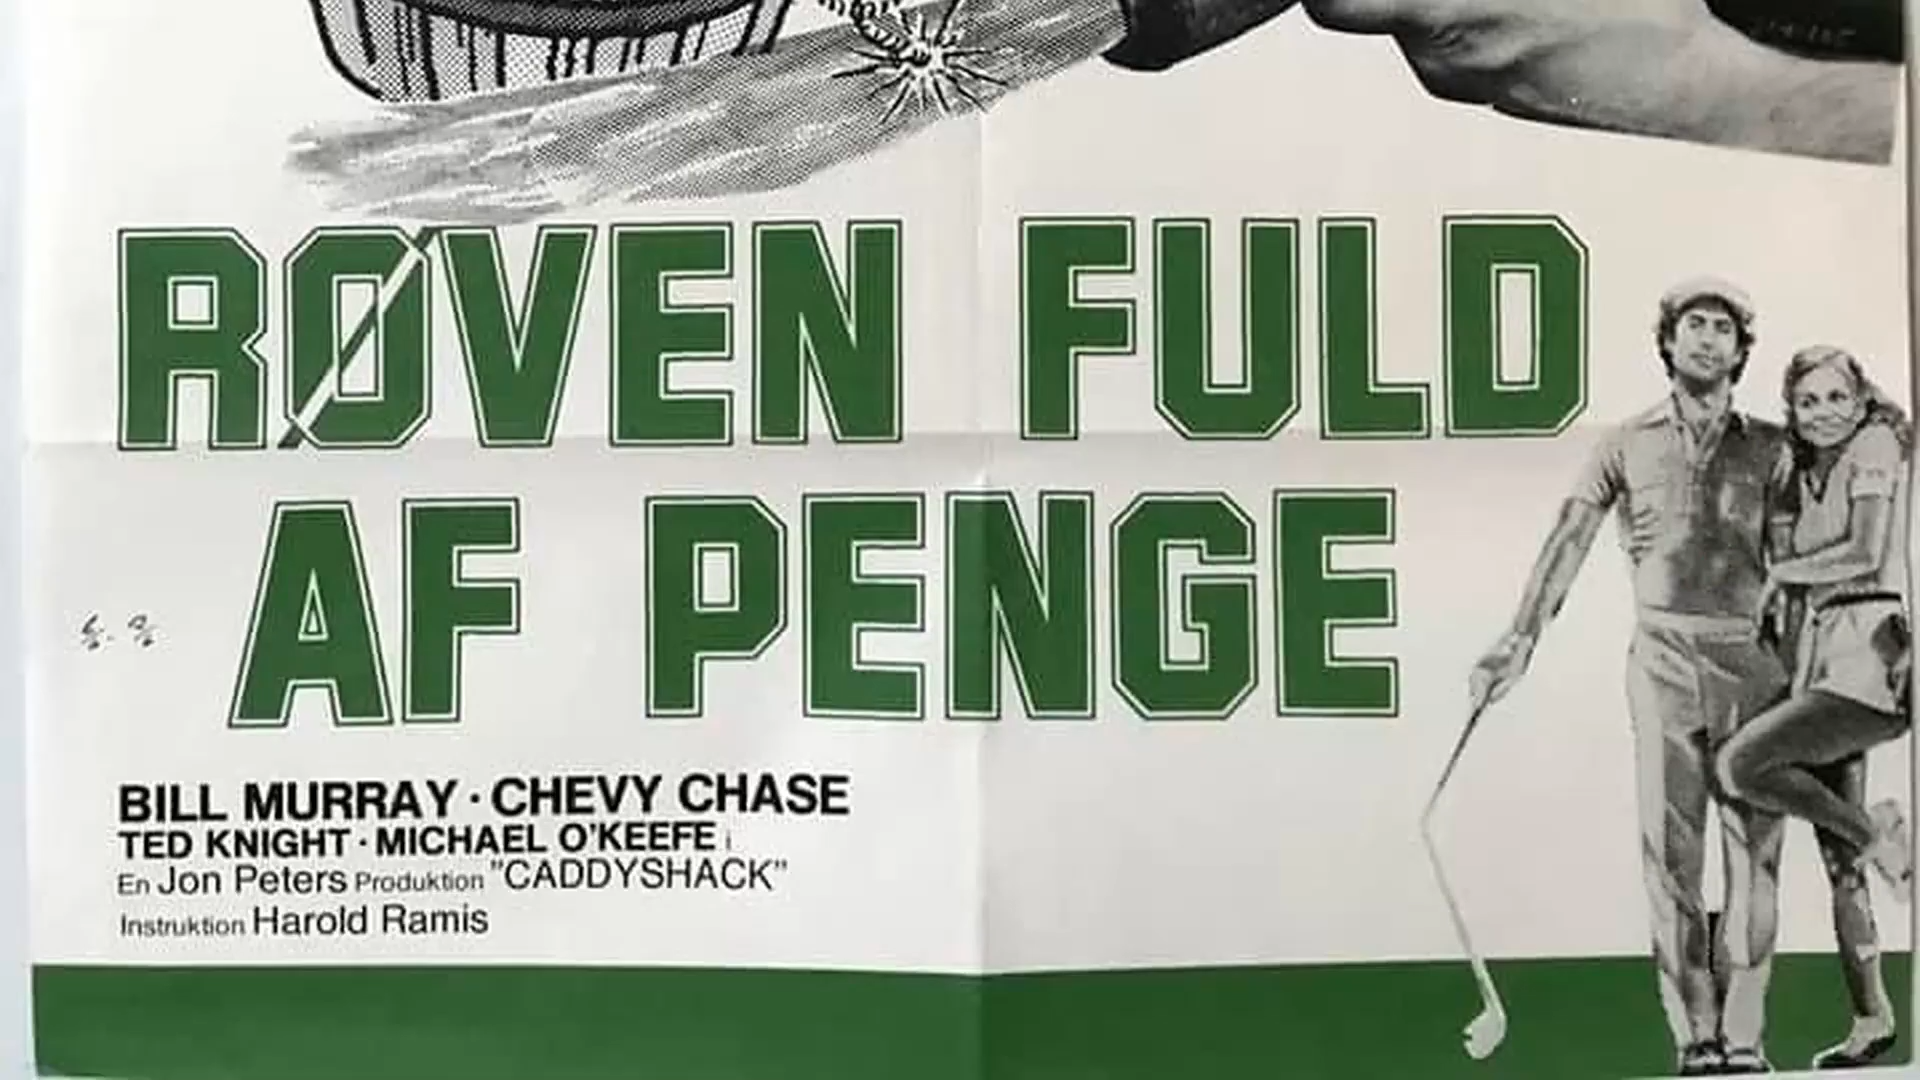 RØVEN FULD
AF PENGE
BILL MURRAY · CHEVY CHASE
TED KNIGHT · MICHAEL O'KEEFE i
En Jon Peters Produktion "CADDYSHACK"
Instruktion Harold Ramis